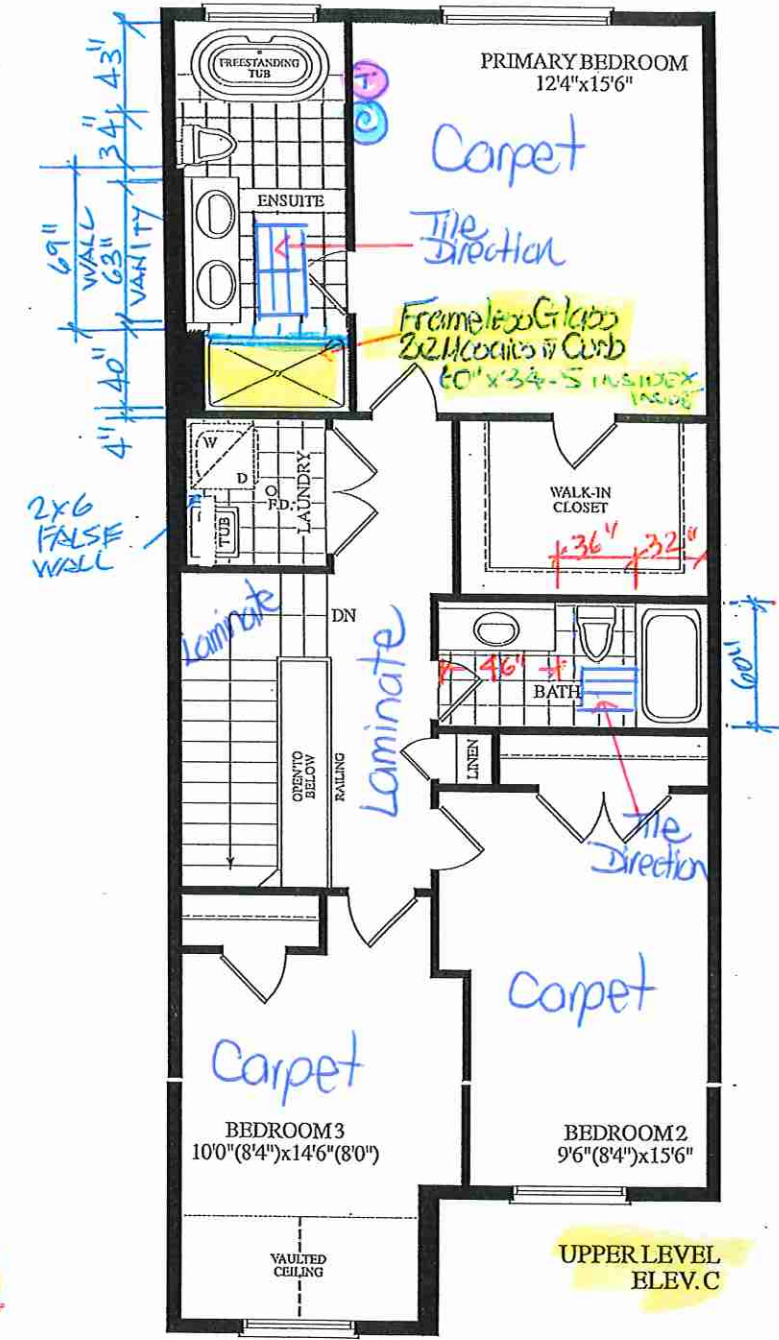 FREESTANDING
TUB
PRIMARY BEDROOM
12'4"x15'6"
T
C
Carpet
43"
34"
69"
WALL
63"
VANITY
40"
4"
ENSUITE
Tile
Direction
Frameless Glass
2x2 Mosaics in Curb
60" x 34-5 INSIDE X
INSIDE
W
D
O
F.D.
LAUNDRY
TUB
2x6
FALSE
WALL
WALK-IN
CLOSET
36"
32"
Laminate
DN
Laminate
46"
BATH
60"
OPEN TO
BELOW
RAILING
LINEN
Tile
Direction
Carpet
Carpet
BEDROOM 3
10'0"(8'4")x14'6"(8'0")
BEDROOM 2
9'6"(8'4")x15'6"
VAULTED
CEILING
UPPER LEVEL
ELEV. C